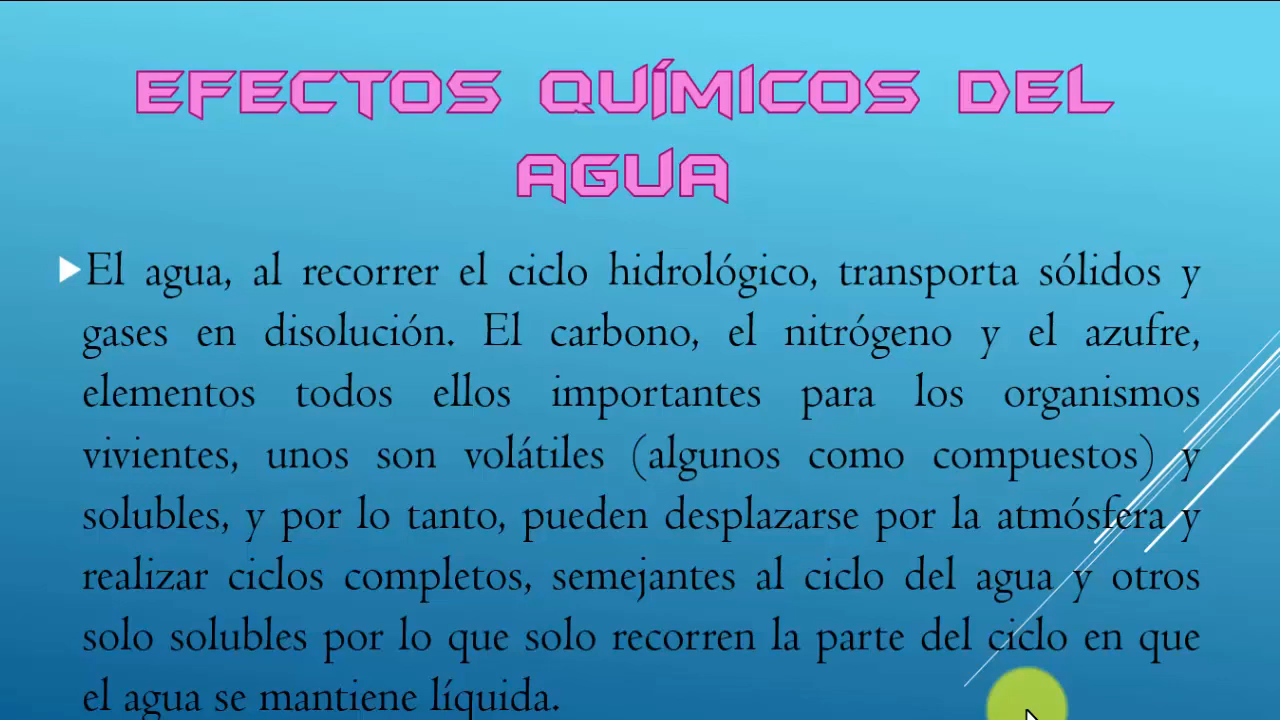 EFECTOS QUÍMICOS DEL
AGUA
El agua, al recorrer el ciclo hidrológico, transporta sólidos y
gases en disolución. El carbono, el nitrógeno y el azufre,
elementos todos ellos importantes para los organismos
vivientes, unos son volátiles (algunos como compuestos) y
solubles, y por lo tanto, pueden desplazarse por la atmósfera y
realizar ciclos completos, semejantes al ciclo del agua y otros
solo solubles por lo que solo recorren la parte del ciclo en que
el agua se mantiene líquida.